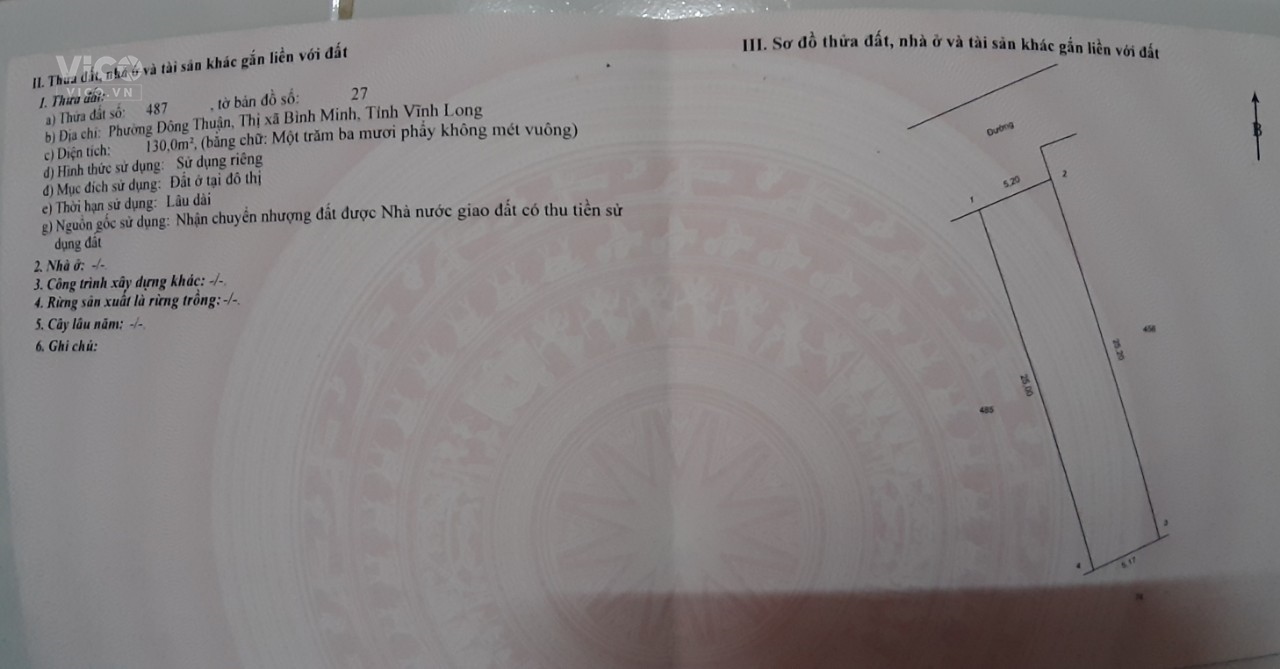 VICO
VICO.VN
II. Thửa đất, nhà ở và tài sản khác gắn liền với đất
1. Thửa đất:
a) Thửa đất số: 487 , tờ bản đồ số: 27
b) Địa chỉ: Phường Đông Thuận, Thị xã Bình Minh, Tỉnh Vĩnh Long
c) Diện tích: 130,0m², (bằng chữ: Một trăm ba mươi phẩy không mét vuông)
d) Hình thức sử dụng: Sử dụng riêng
đ) Mục đích sử dụng: Đất ở tại đô thị
e) Thời hạn sử dụng: Lâu dài
g) Nguồn gốc sử dụng: Nhận chuyển nhượng đất được Nhà nước giao đất có thu tiền sử
dụng đất
2. Nhà ở: -/-.
3. Công trình xây dựng khác: -/-.
4. Rừng sản xuất là rừng trồng: -/-.
5. Cây lâu năm: -/-.
6. Ghi chú:
III. Sơ đồ thửa đất, nhà ở và tài sản khác gắn liền với đất
B
Đường
5,20
1
2
25,20
25,00
485
3
4
5,17